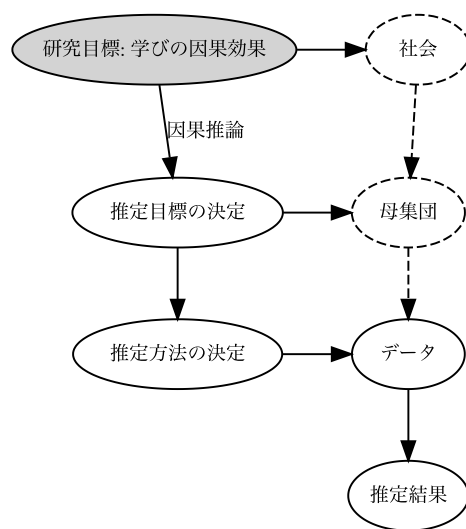 研究目標: 学びの因果効果
社会
因果推論
推定目標の決定
母集団
推定方法の決定
データ
推定結果